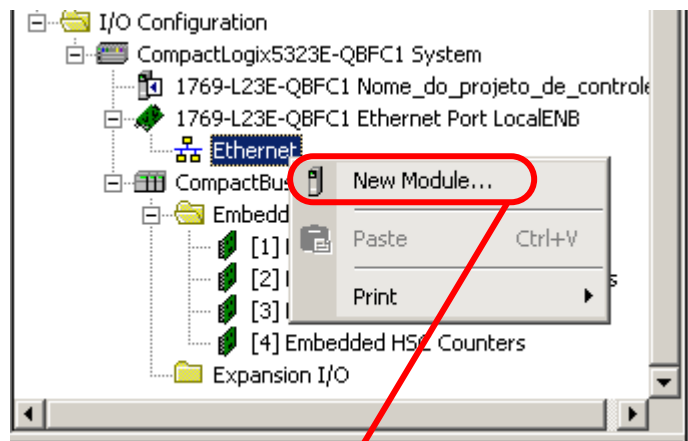 I/O Configuration
CompactLogix5323E-QBFC1 System
1769-L23E-QBFC1 Nome_do_projeto_de_controle
1769-L23E-QBFC1 Ethernet Port LocalENB
Ethernet
New Module...
CompactBus
Embedd
Paste Ctrl+V
[1]
[2]
Print
[3]
[4] Embedded HSC Counters
Expansion I/O